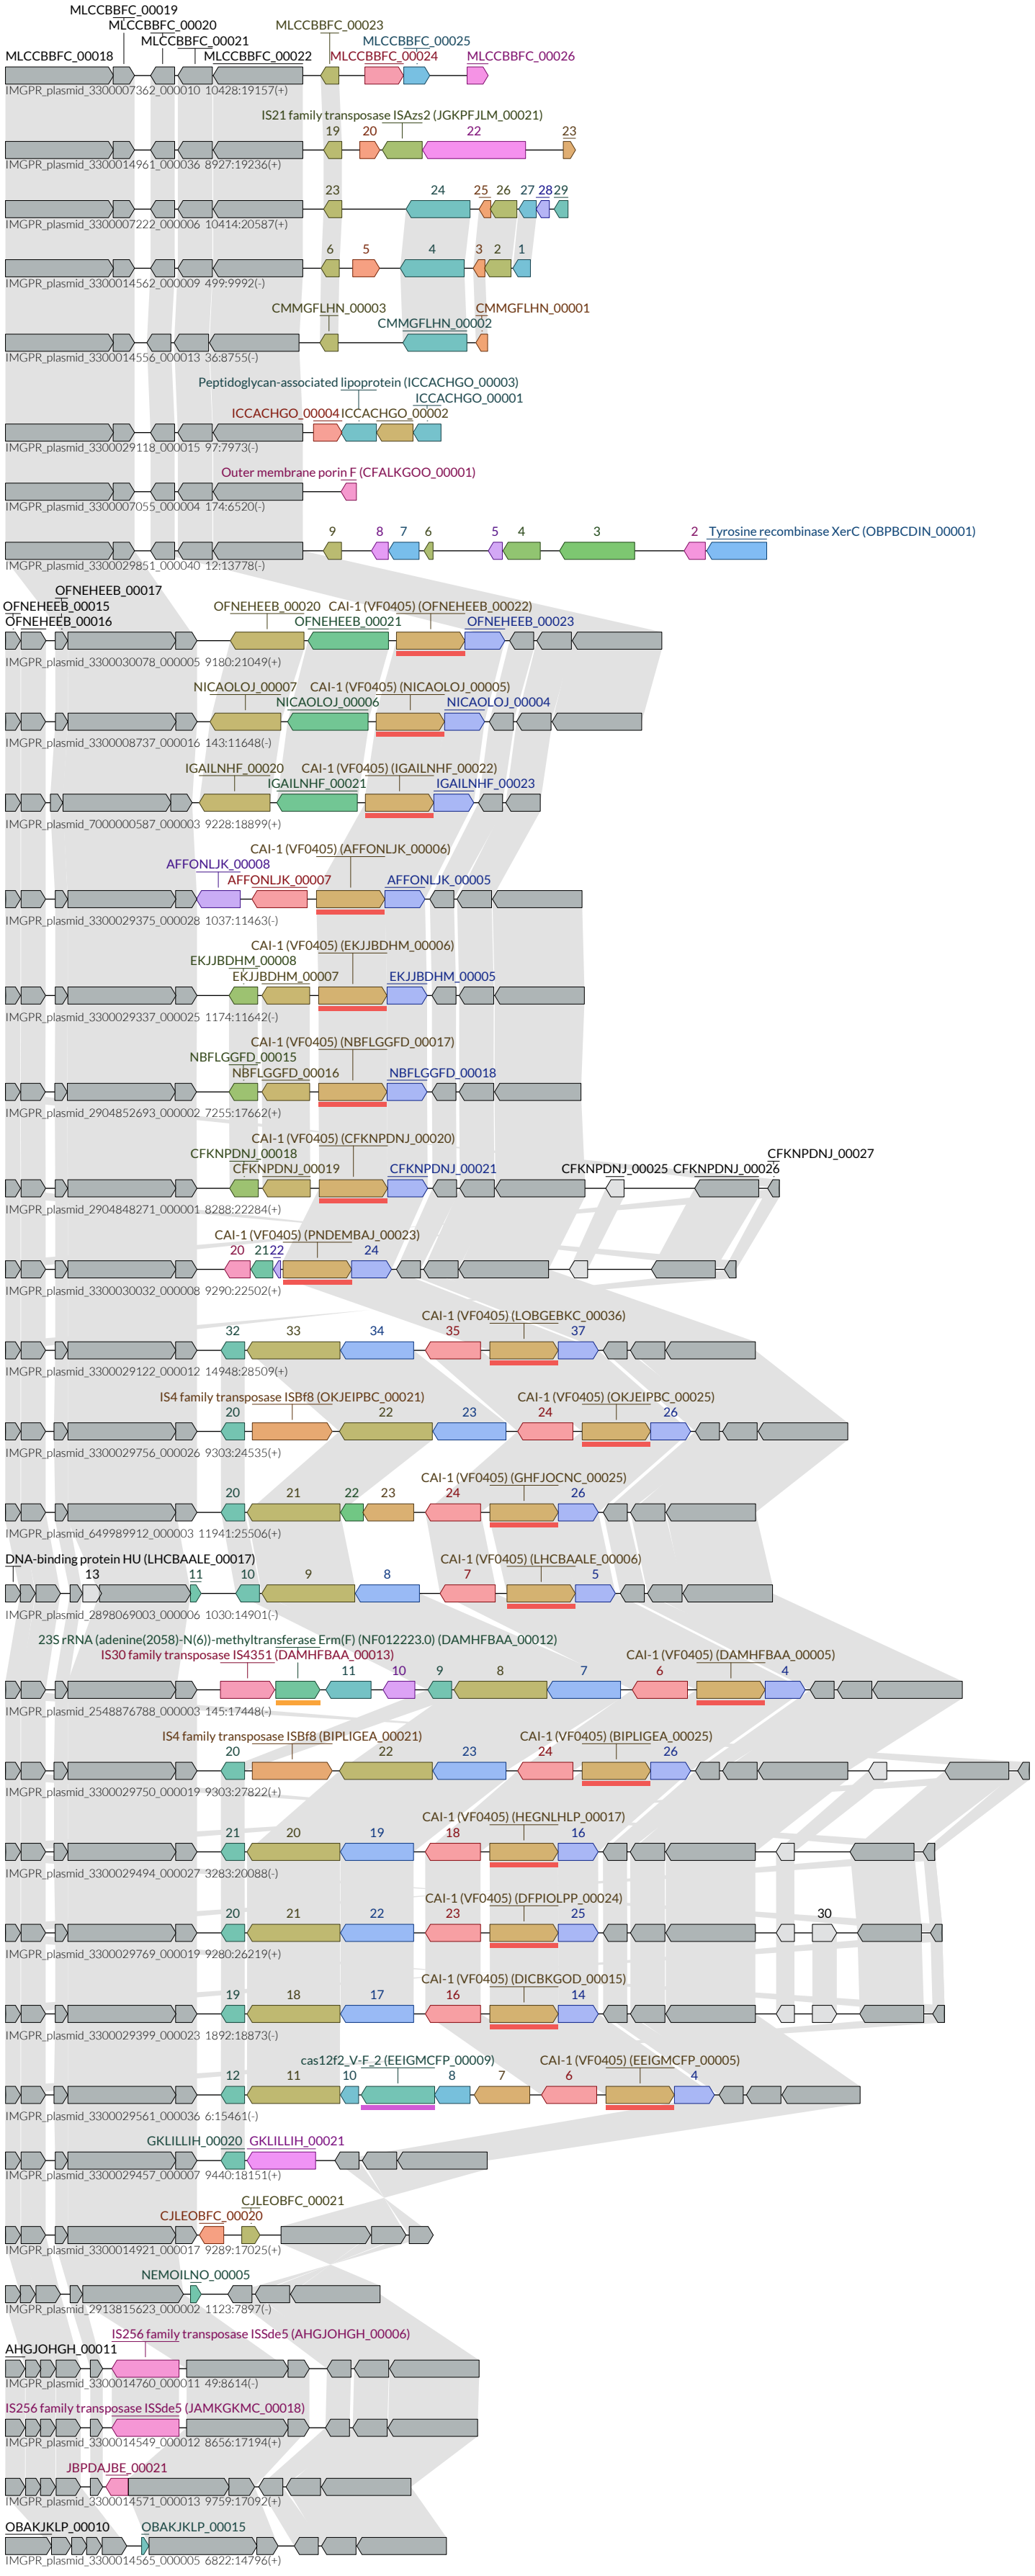 MLCCBBFC_00019
MLCCBBFC_00020 MLCCBBFC_00023
MLCCBBFC_00021 MLCCBBFC_00025
MLCCBBFC_00018 MLCCBBFC_00022 MLCCBBFC_00024 MLCCBBFC_00026
IMGPR_plasmid_3300007362_000010 10428:19157(+)
IS21 family transposase ISAzs2 (JGKPFJLM_00021)
19 20 22 23
IMGPR_plasmid_3300014961_000036 8927:19236(+)
23 24 25 26 27 28 29
IMGPR_plasmid_3300007222_000006 10414:20587(+)
6 5 4 3 2 1
IMGPR_plasmid_3300014562_000009 499:9992(-)
CMMGFLHN_00003 CMMGFLHN_00001
CMMGFLHN_00002
IMGPR_plasmid_3300014556_000013 36:8755(-)
Peptidoglycan-associated lipoprotein (ICCACHGO_00003)
ICCACHGO_00001
ICCACHGO_00004 ICCACHGO_00002
IMGPR_plasmid_3300029118_000015 97:7973(-)
Outer membrane porin F (CFALKGOO_00001)
IMGPR_plasmid_3300007055_000004 174:6520(-)
9 8 7 6 5 4 3 2 Tyrosine recombinase XerC (OBPBCDIN_00001)
IMGPR_plasmid_3300029851_000040 12:13778(-)
OFNEHEEB_00017
OFNEHEEB_00015 OFNEHEEB_00020 CAI-1 (VF0405) (OFNEHEEB_00022)
OFNEHEEB_00016 OFNEHEEB_00021 OFNEHEEB_00023
IMGPR_plasmid_3300030078_000005 9180:21049(+)
NICAOLOJ_00007 CAI-1 (VF0405) (NICAOLOJ_00005)
NICAOLOJ_00006 NICAOLOJ_00004
IMGPR_plasmid_3300008737_000016 143:11648(-)
IGAILNHF_00020 CAI-1 (VF0405) (IGAILNHF_00022)
IGAILNHF_00021 IGAILNHF_00023
IMGPR_plasmid_7000000587_000003 9228:18899(+)
CAI-1 (VF0405) (AFFONLJK_00006)
AFFONLJK_00008
AFFONLJK_00007 AFFONLJK_00005
IMGPR_plasmid_3300029375_000028 1037:11463(-)
CAI-1 (VF0405) (EKJJBDHM_00006)
EKJJBDHM_00008
EKJJBDHM_00007 EKJJBDHM_00005
IMGPR_plasmid_3300029337_000025 1174:11642(-)
CAI-1 (VF0405) (NBFLGGFD_00017)
NBFLGGFD_00015
NBFLGGFD_00016 NBFLGGFD_00018
IMGPR_plasmid_2904852693_000002 7255:17662(+)
CAI-1 (VF0405) (CFKNPDNJ_00020)
CFKNPDNJ_00018 CFKNPDNJ_00027
CFKNPDNJ_00019 CFKNPDNJ_00021 CFKNPDNJ_00025 CFKNPDNJ_00026
IMGPR_plasmid_2904848271_000001 8288:22284(+)
CAI-1 (VF0405) (PNDEMBAJ_00023)
20 21 22 24
IMGPR_plasmid_3300030032_000008 9290:22502(+)
CAI-1 (VF0405) (LOBGEBKC_00036)
32 33 34 35 37
IMGPR_plasmid_3300029122_000012 14948:28509(+)
IS4 family transposase ISBf8 (OKJEIPBC_00021) CAI-1 (VF0405) (OKJEIPBC_00025)
20 22 23 24 26
IMGPR_plasmid_3300029756_000026 9303:24535(+)
CAI-1 (VF0405) (GHFJOCNC_00025)
20 21 22 23 24 26
IMGPR_plasmid_649989912_000003 11941:25506(+)
DNA-binding protein HU (LHCBAALE_00017) CAI-1 (VF0405) (LHCBAALE_00006)
13 11 10 9 8 7 5
IMGPR_plasmid_2898069003_000006 1030:14901(-)
23S rRNA (adenine(2058)-N(6))-methyltransferase Erm(F) (NF012223.0) (DAMHFBAA_00012)
IS30 family transposase IS4351 (DAMHFBAA_00013) CAI-1 (VF0405) (DAMHFBAA_00005)
11 10 9 8 7 6 4
IMGPR_plasmid_2548876788_000003 145:17448(-)
IS4 family transposase ISBf8 (BIPLIGEA_00021) CAI-1 (VF0405) (BIPLIGEA_00025)
20 22 23 24 26
IMGPR_plasmid_3300029750_000019 9303:27822(+)
CAI-1 (VF0405) (HEGNLHLP_00017)
21 20 19 18 16
IMGPR_plasmid_3300029494_000027 3283:20088(-)
CAI-1 (VF0405) (DFPIOLPP_00024)
20 21 22 23 25 30
IMGPR_plasmid_3300029769_000019 9280:26219(+)
CAI-1 (VF0405) (DICBKGOD_00015)
19 18 17 16 14
IMGPR_plasmid_3300029399_000023 1892:18873(-)
cas12f2_V-F_2 (EEIGMCFP_00009) CAI-1 (VF0405) (EEIGMCFP_00005)
12 11 10 8 7 6 4
IMGPR_plasmid_3300029561_000036 6:15461(-)
GKLILLIH_00020 GKLILLIH_00021
IMGPR_plasmid_3300029457_000007 9440:18151(+)
CJLEOBFC_00021
CJLEOBFC_00020
IMGPR_plasmid_3300014921_000017 9289:17025(+)
NEMOILNO_00005
IMGPR_plasmid_2913815623_000002 1123:7897(-)
IS256 family transposase ISSde5 (AHGJOHGH_00006)
AHGJOHGH_00011
IMGPR_plasmid_3300014760_000011 49:8614(-)
IS256 family transposase ISSde5 (JAMKGKMC_00018)
IMGPR_plasmid_3300014549_000012 8656:17194(+)
JBPDAJBE_00021
IMGPR_plasmid_3300014571_000013 9759:17092(+)
OBAKJKLP_00010 OBAKJKLP_00015
IMGPR_plasmid_3300014565_000005 6822:14796(+)